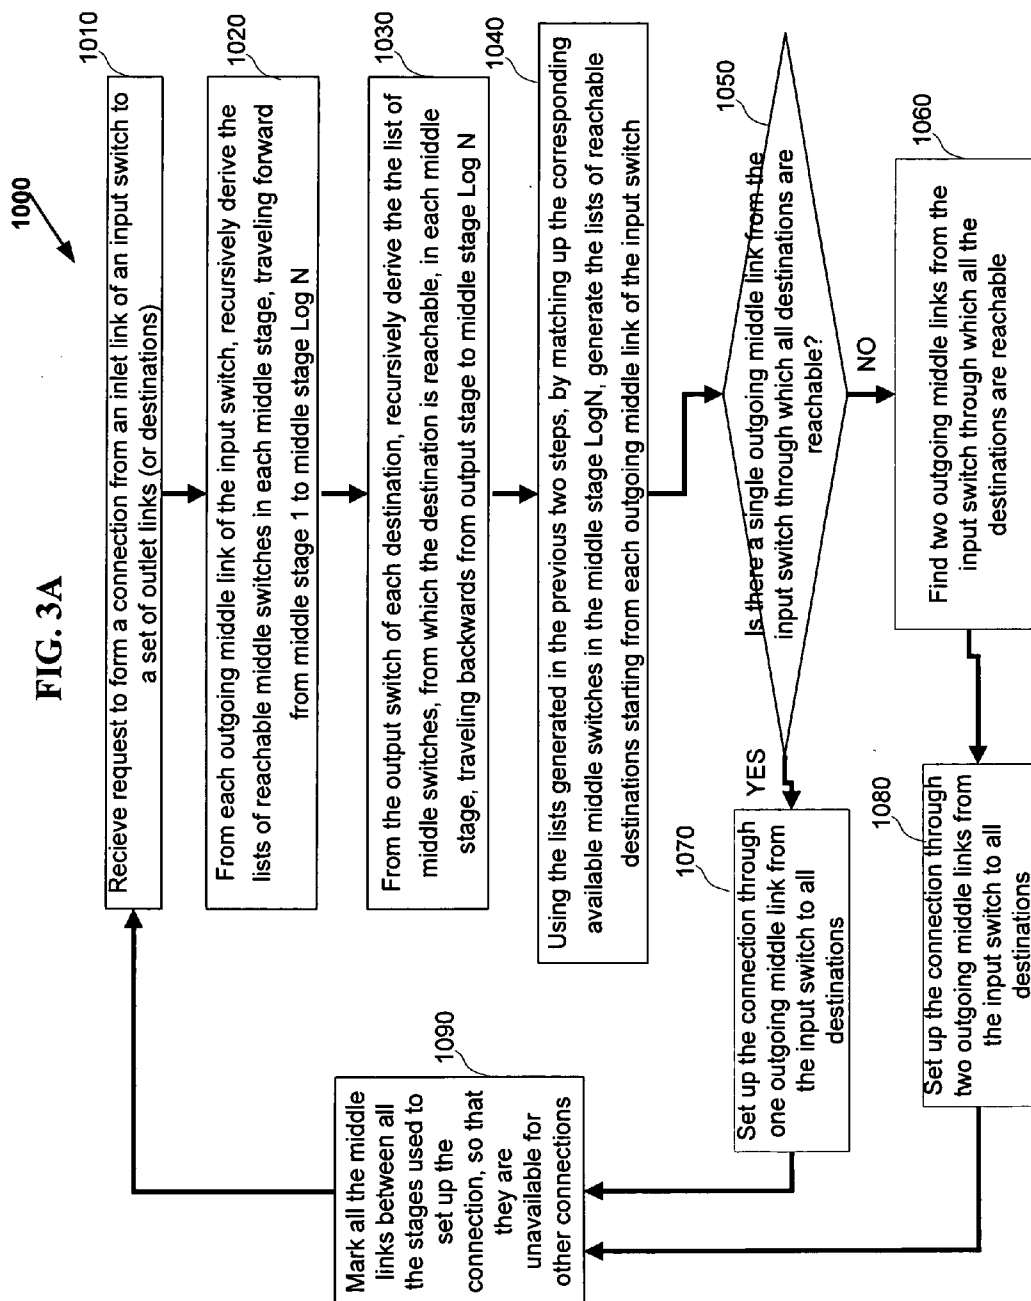 FIG. 3A
1000
1010
Recieve request to form a connection from an inlet link of an input switch to
a set of outlet links (or destinations)
1020
From each outgoing middle link of the input switch, recursively derive the
lists of reachable middle switches in each middle stage, traveling forward
from middle stage 1 to middle stage Log N
1030
From the output switch of each destination, recursively derive the the list of
middle switches, from which the destination is reachable, in each middle
stage, traveling backwards from output stage to middle stage Log N
1040
Using the lists generated in the previous two steps, by matching up the corresponding
available middle switches in the middle stage LogN, generate the lists of reachable
destinations starting from each outgoing middle link of the input switch
1050
Is there a single outgoing middle link from the
input switch through which all destinations are
reachable?
NO
YES
1060
Find two outgoing middle links from the
input switch through which all the
destinations are reachable
1070
Set up the connection through
one outgoing middle link from
the input switch to all
destinations
1080
Set up the connection through
two outgoing middle links from
the input switch to all
destinations
1090
Mark all the middle
links between all
the stages used to
set up the
connection, so that
they are
unavailable for
other connections